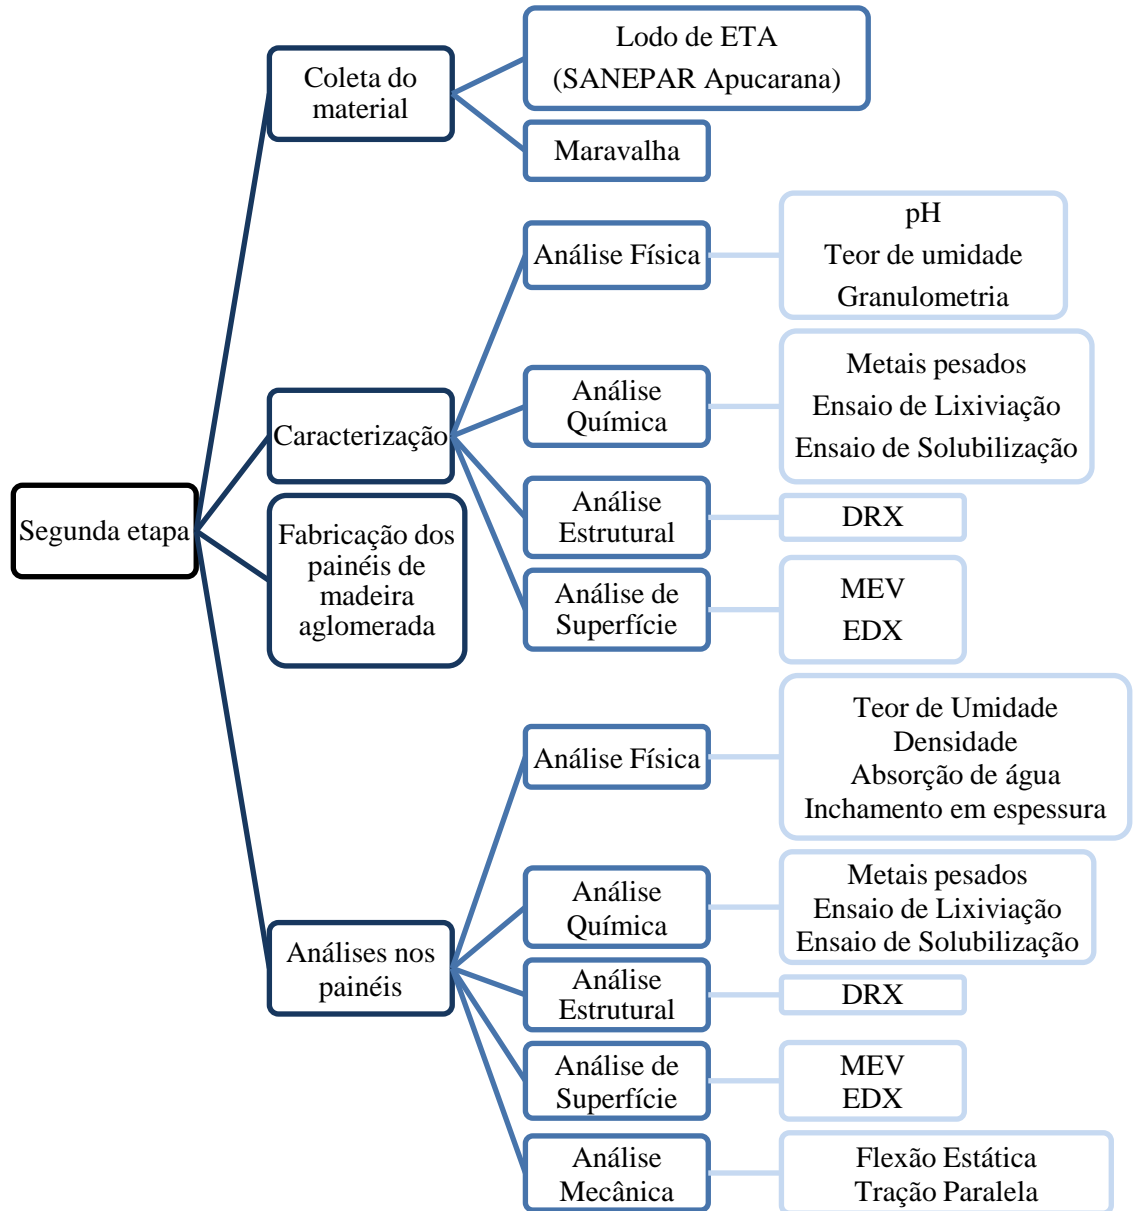 Segunda etapa
Coleta do
material
Lodo de ETA
(SANEPAR Apucarana)
Maravalha
Caracterização
Análise Física
pH
Teor de umidade
Granulometria
Análise
Química
Metais pesados
Ensaio de Lixiviação
Ensaio de Solubilização
Análise
Estrutural
DRX
Análise de
Superfície
MEV
EDX
Fabricação dos
painéis de
madeira
aglomerada
Análises nos
painéis
Análise Física
Teor de Umidade
Densidade
Absorção de água
Inchamento em espessura
Análise
Química
Metais pesados
Ensaio de Lixiviação
Ensaio de Solubilização
Análise
Estrutural
DRX
Análise de
Superfície
MEV
EDX
Análise
Mecânica
Flexão Estática
Tração Paralela